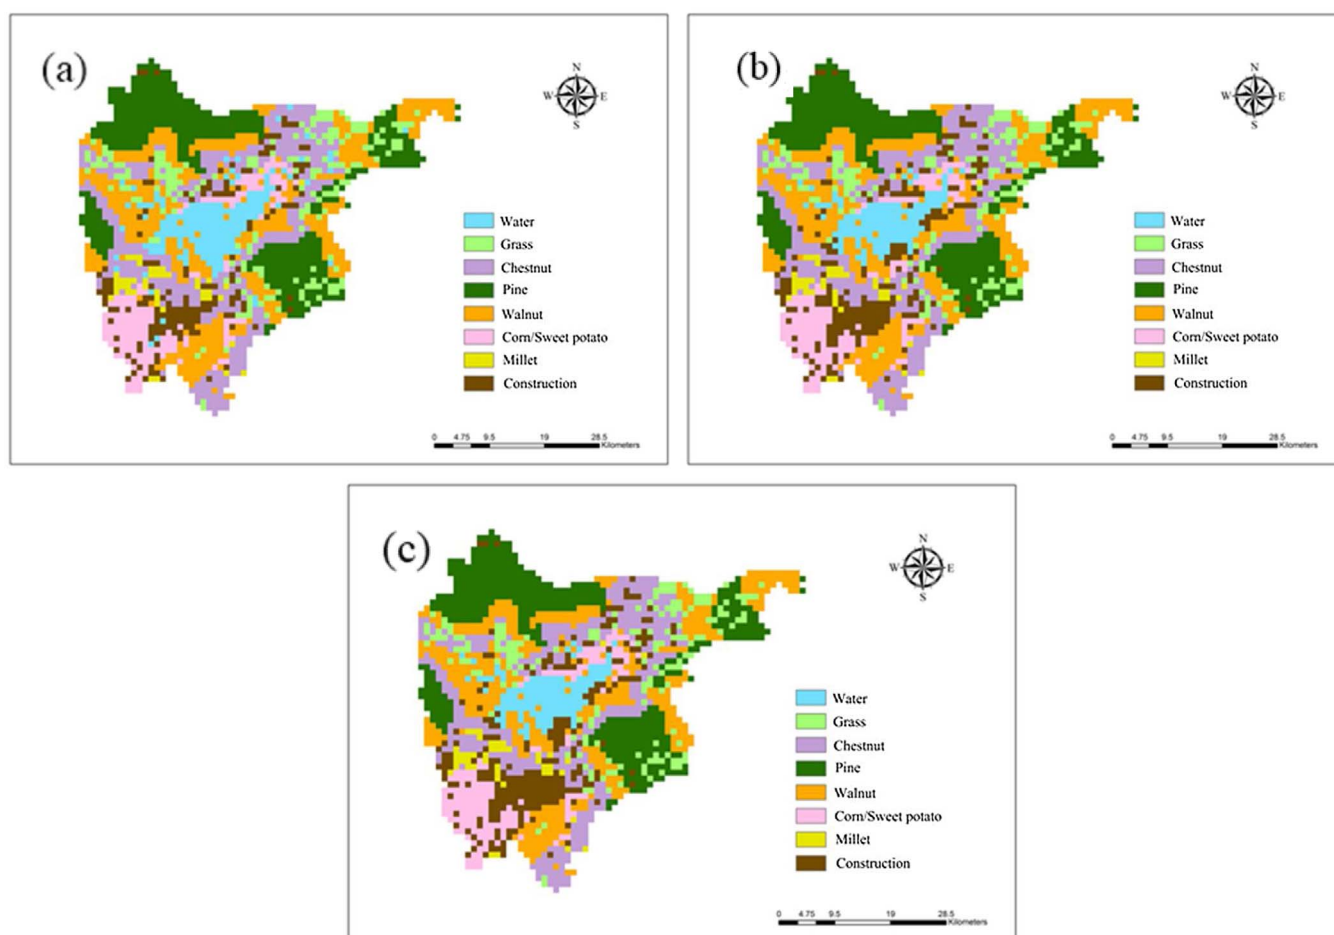 (a)
N
W E
S
Water
Grass
Chestnut
Pine
Walnut
Corn/Sweet potato
Millet
Construction
0 4.75 9.5 19 28.5
Kilometers
(b)
N
W E
S
Water
Grass
Chestnut
Pine
Walnut
Corn/Sweet potato
Millet
Construction
0 4.75 9.5 19 28.5
Kilometers
(c)
N
W E
S
Water
Grass
Chestnut
Pine
Walnut
Corn/Sweet potato
Millet
Construction
0 4.75 9.5 19 28.5
Kilometers